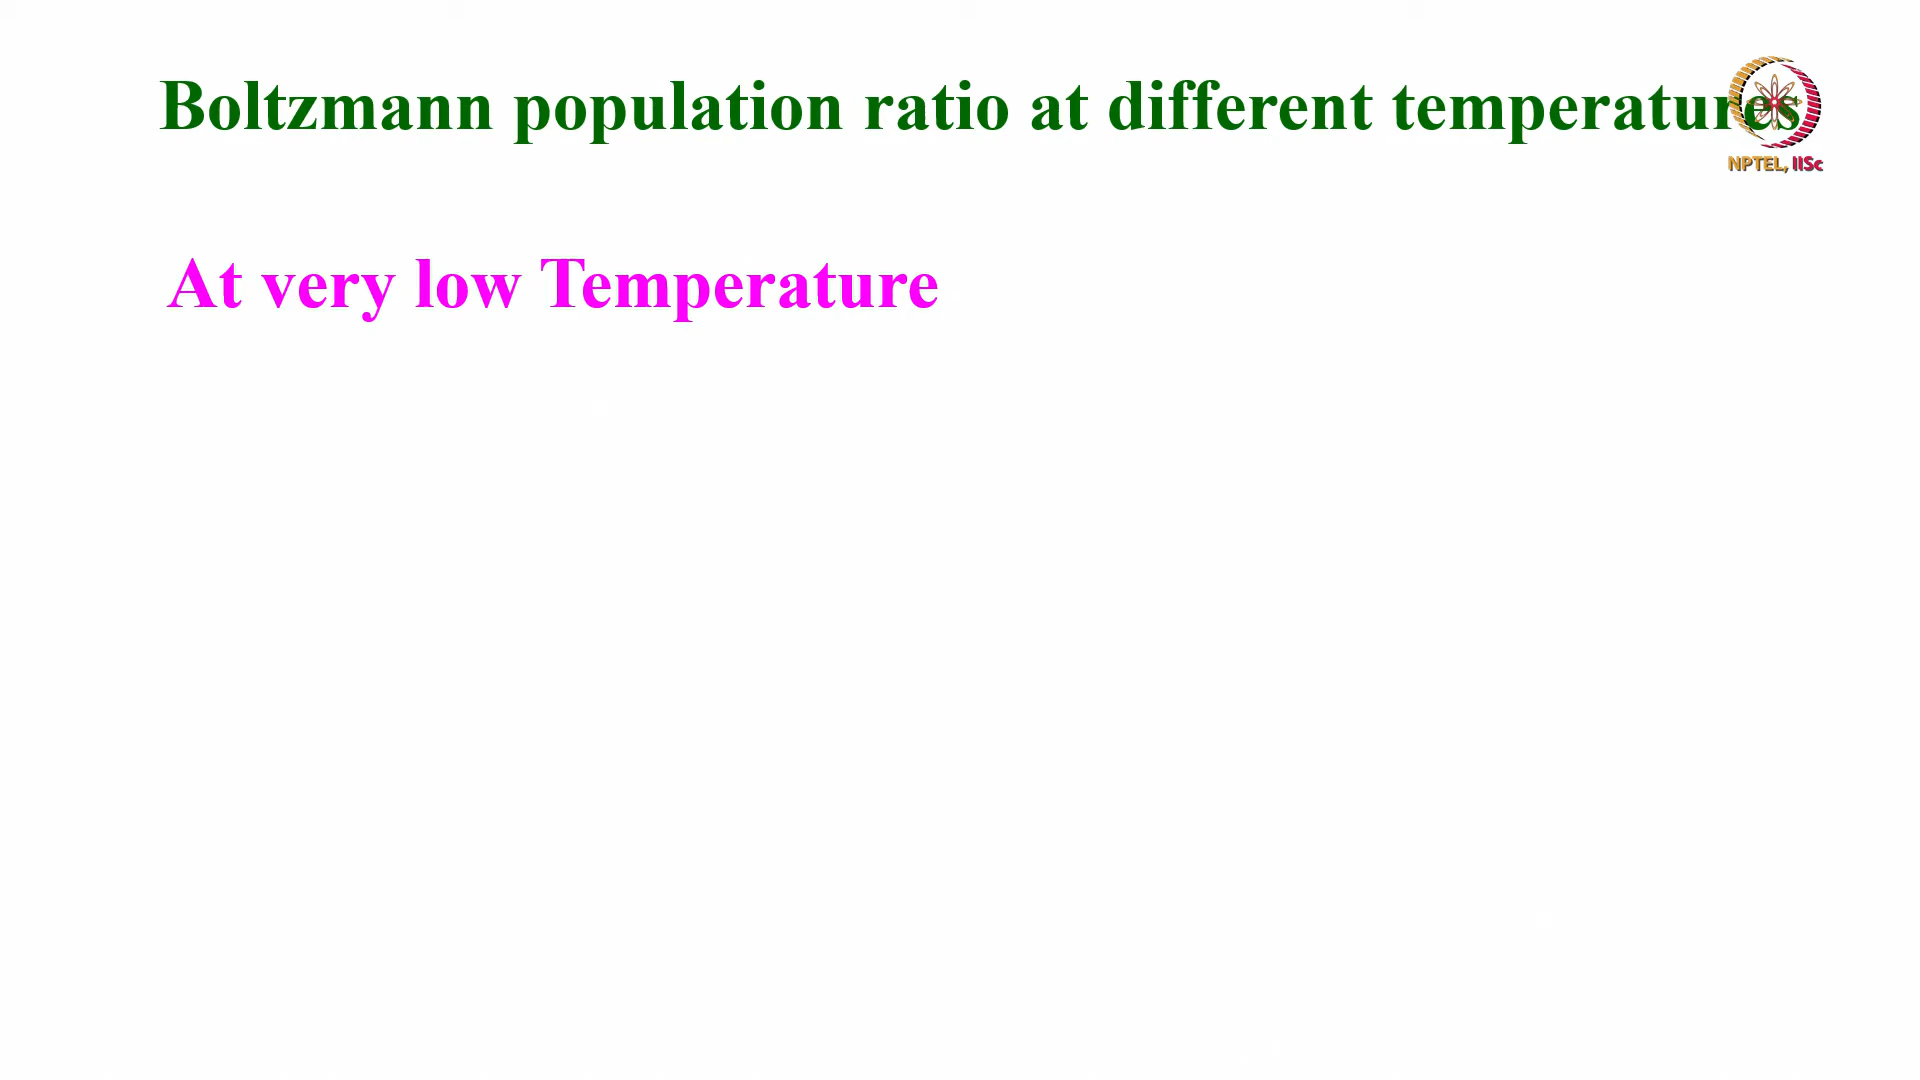 Boltzmann population ratio at different temperatures
NPTEL, IISc
At very low Temperature